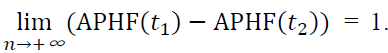 lim n→+∞ (APHF(t₁) − APHF(t₂)) = 1.